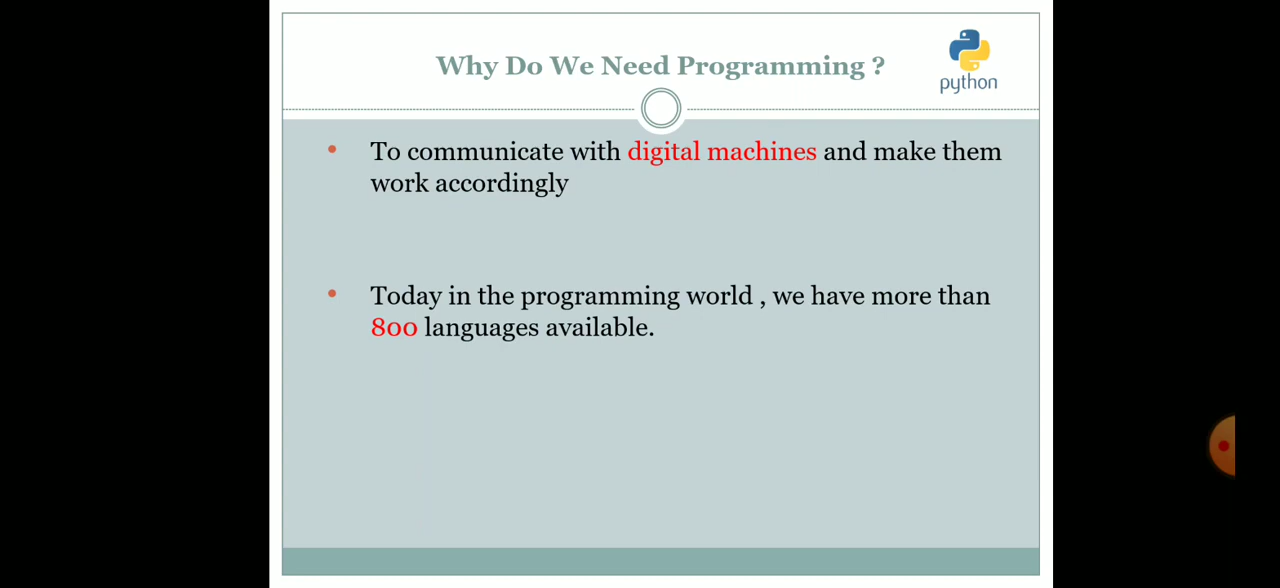 Why Do We Need Programming ?
python
To communicate with digital machines and make them
work accordingly
Today in the programming world , we have more than
800 languages available.